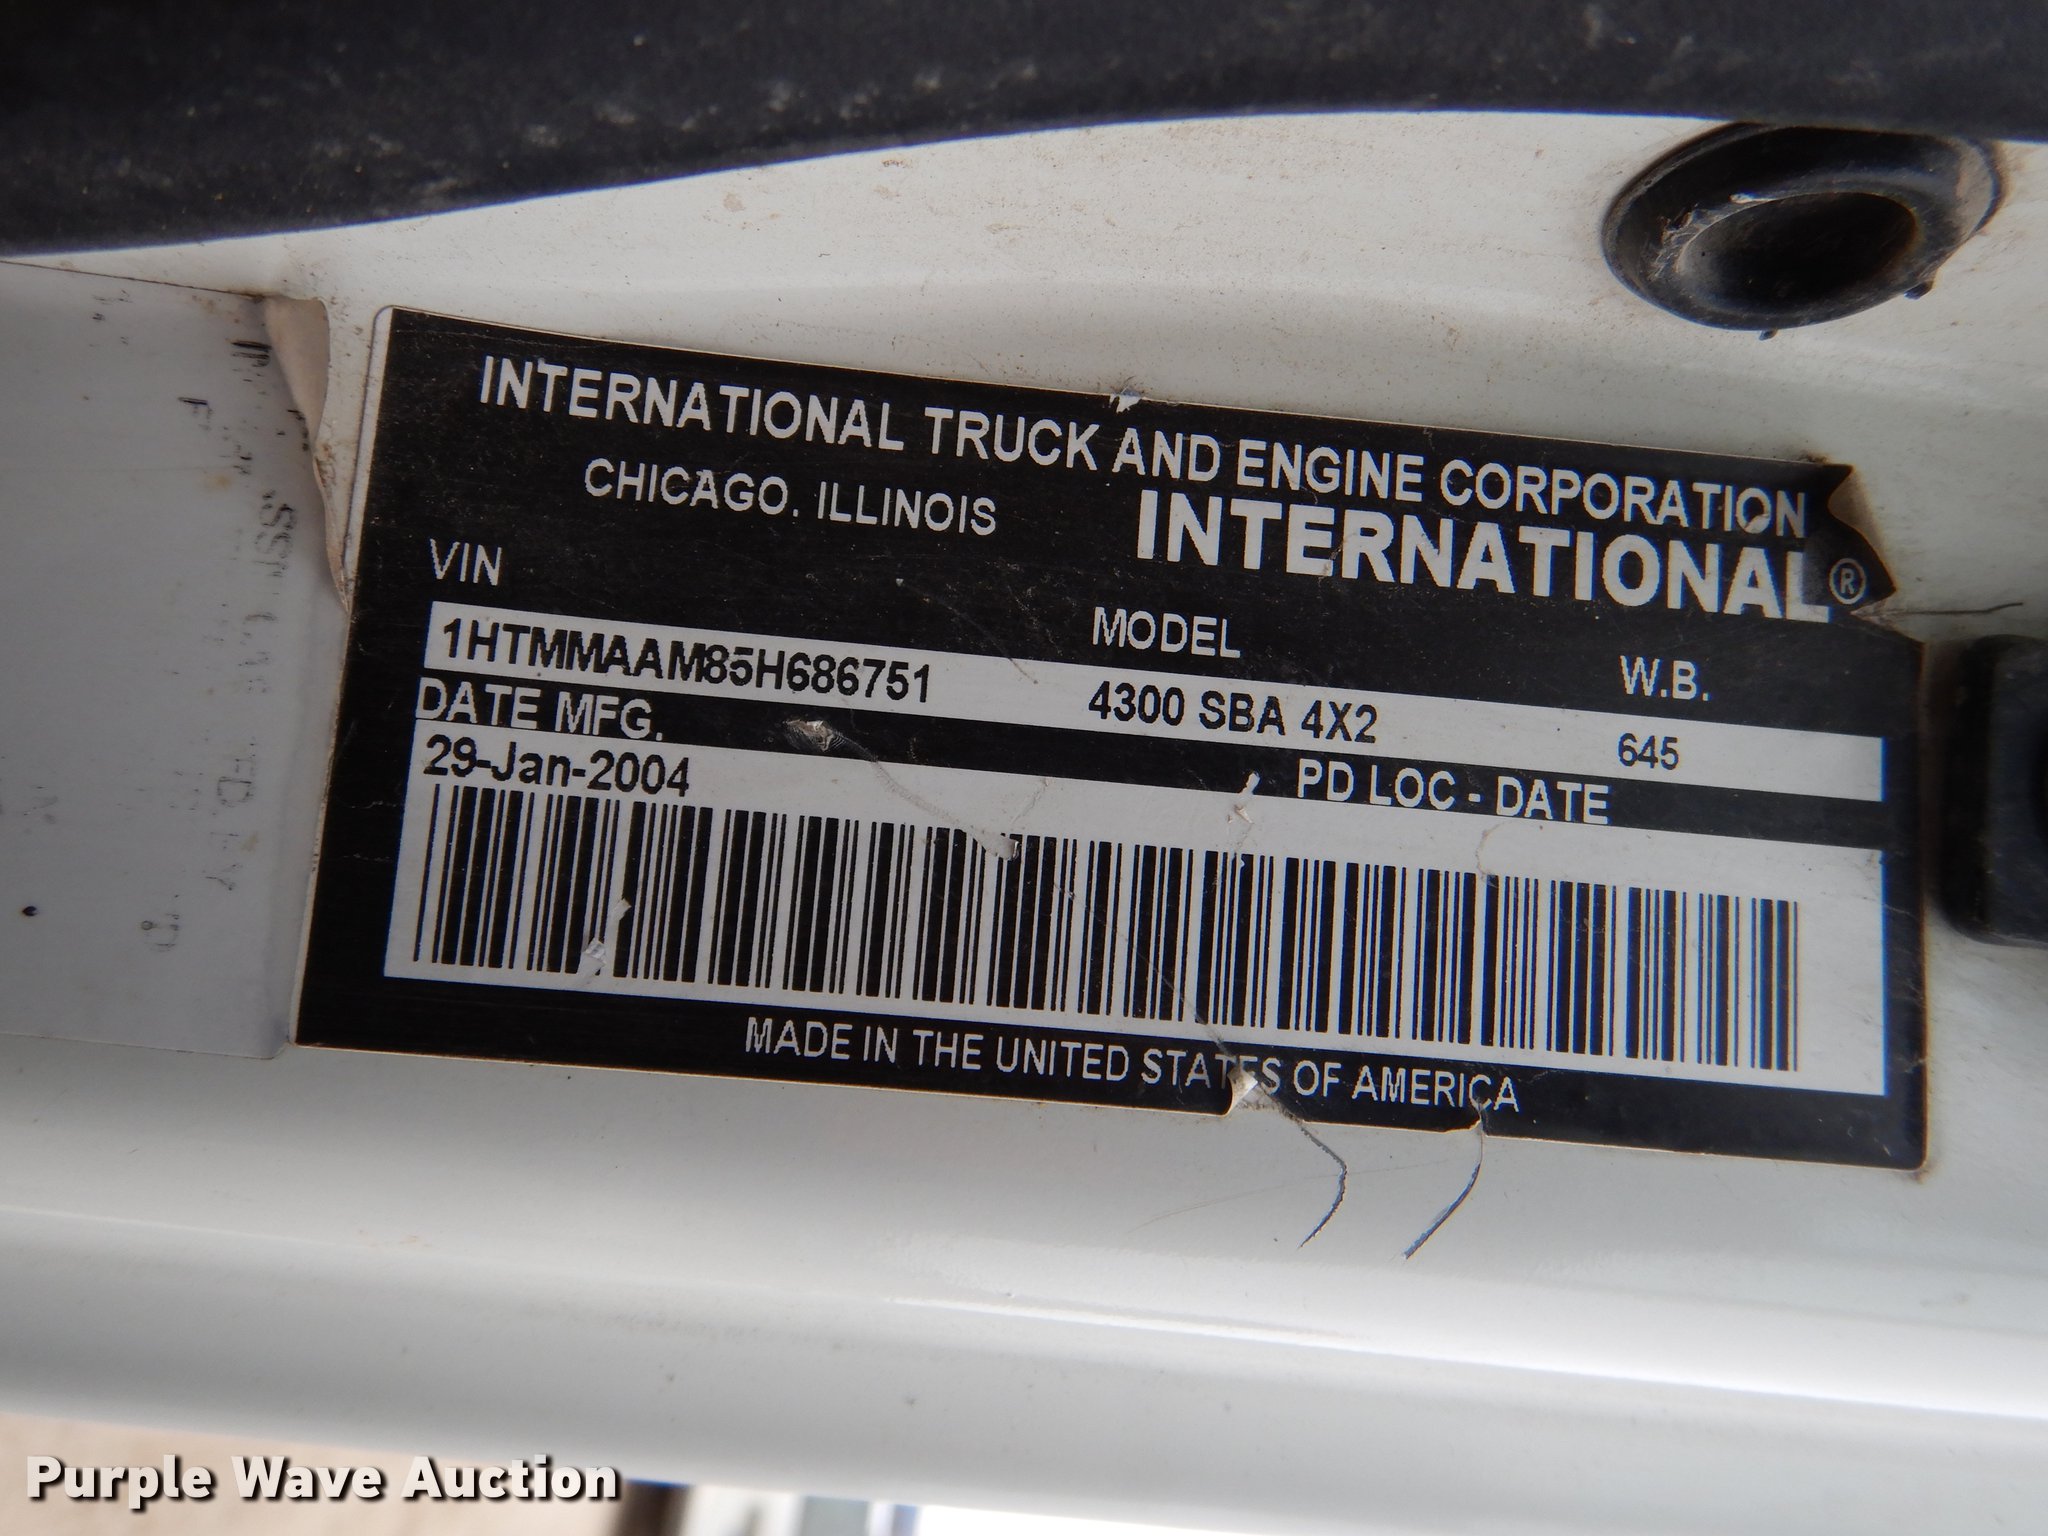 INTERNATIONAL TRUCK AND ENGINE CORPORATION
CHICAGO, ILLINOIS
INTERNATIONAL®
VIN
MODEL
W.B.
1HTMMAAM85H686751
4300 SBA 4X2
645
DATE MFG.
PD LOC - DATE
29-Jan-2004
MADE IN THE UNITED STATES OF AMERICA
Purple Wave Auction